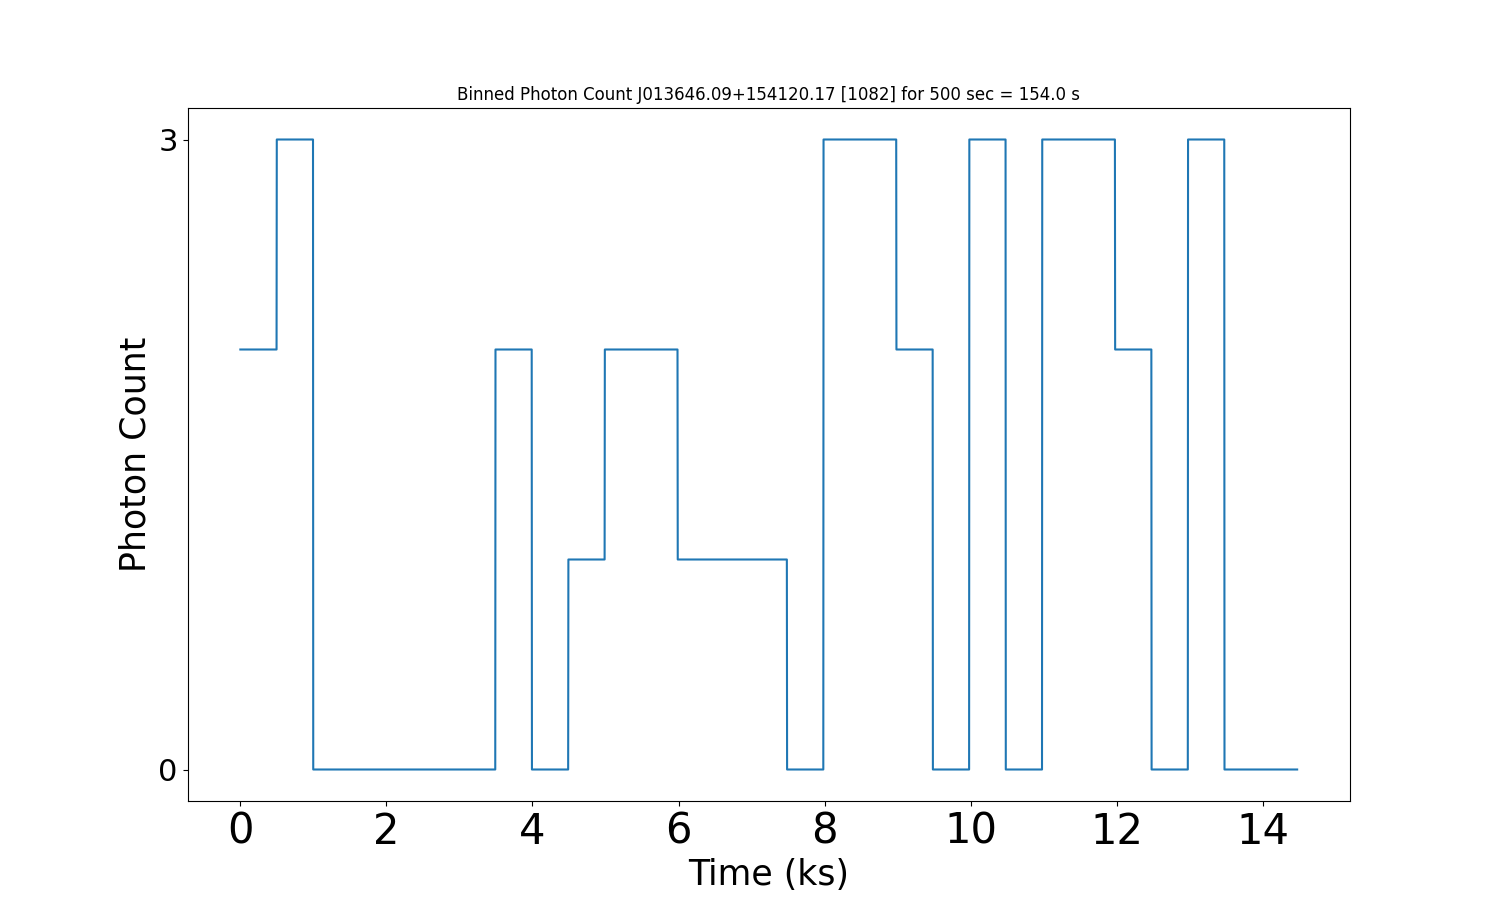 Binned Photon Count J013646.09+154120.17 [1082] for 500 sec = 154.0 s
3
Photon Count
0
0 2 4 6 8 10 12 14
Time (ks)